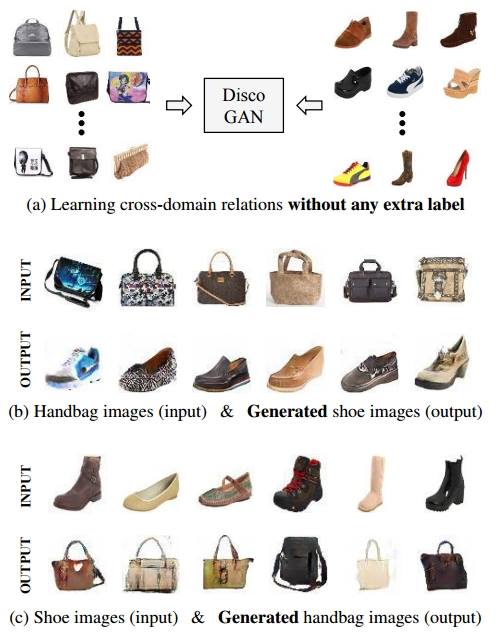 Disco
GAN
(a) Learning cross-domain relations without any extra label
INPUT
OUTPUT
(b) Handbag images (input) & Generated shoe images (output)
INPUT
OUTPUT
(c) Shoe images (input) & Generated handbag images (output)